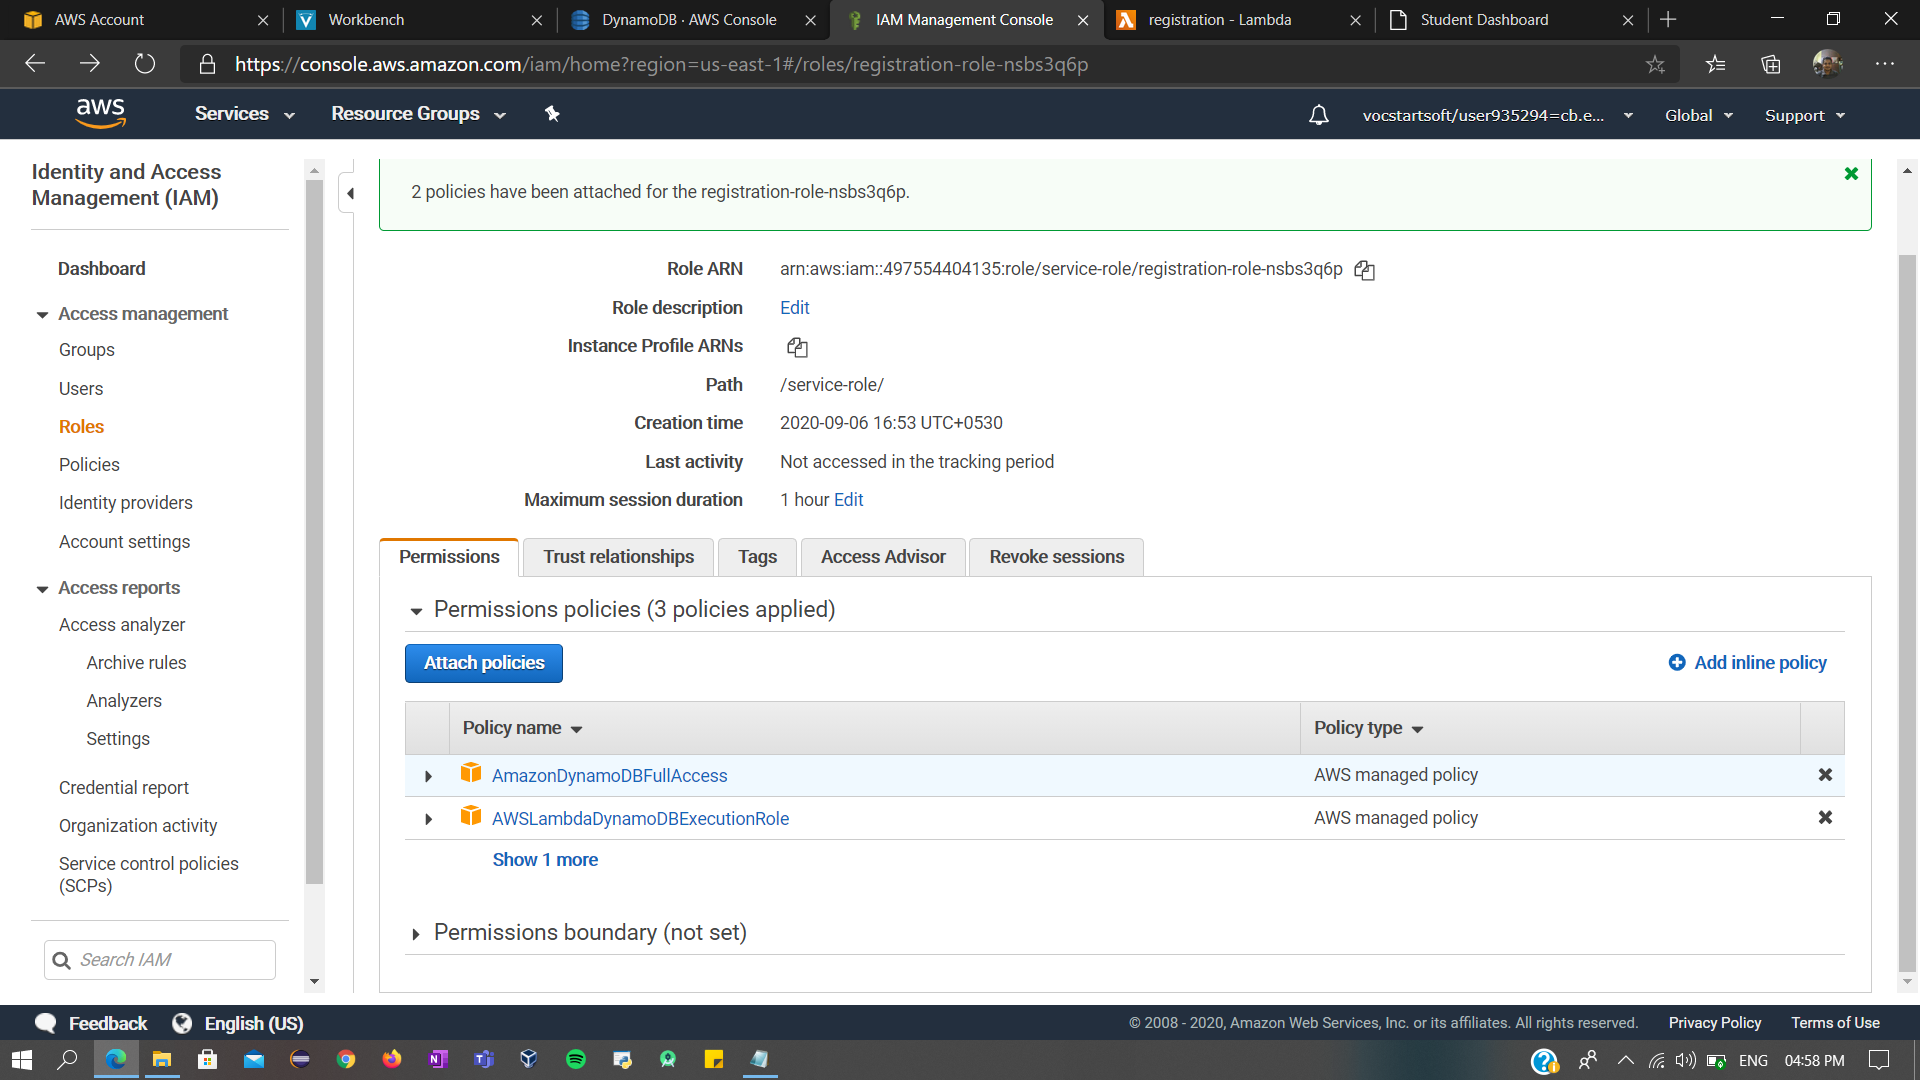 AWS Account
Workbench
DynamoDB · AWS Console
IAM Management Console
registration - Lambda
Student Dashboard
https://console.aws.amazon.com/iam/home?region=us-east-1#/roles/registration-role-nsbs3q6p
aws
Services
Resource Groups
vocstartsoft/user935294=cb.e...
Global
Support
Identity and Access
Management (IAM)
Dashboard
Access management
Groups
Users
Roles
Policies
Identity providers
Account settings
Access reports
Access analyzer
Archive rules
Analyzers
Settings
Credential report
Organization activity
Service control policies
(SCPs)
Search IAM
2 policies have been attached for the registration-role-nsbs3q6p.
Role ARN arn:aws:iam::497554404135:role/service-role/registration-role-nsbs3q6p
Role description Edit
Instance Profile ARNs
Path /service-role/
Creation time 2020-09-06 16:53 UTC+0530
Last activity Not accessed in the tracking period
Maximum session duration 1 hour Edit
Permissions
Trust relationships
Tags
Access Advisor
Revoke sessions
Permissions policies (3 policies applied)
Attach policies
Add inline policy
Policy name
Policy type
AmazonDynamoDBFullAccess AWS managed policy
AWSLambdaDynamoDBExecutionRole AWS managed policy
Show 1 more
Permissions boundary (not set)
Feedback
English (US)
© 2008 - 2020, Amazon Web Services, Inc. or its affiliates. All rights reserved.
Privacy Policy
Terms of Use
ENG
04:58 PM